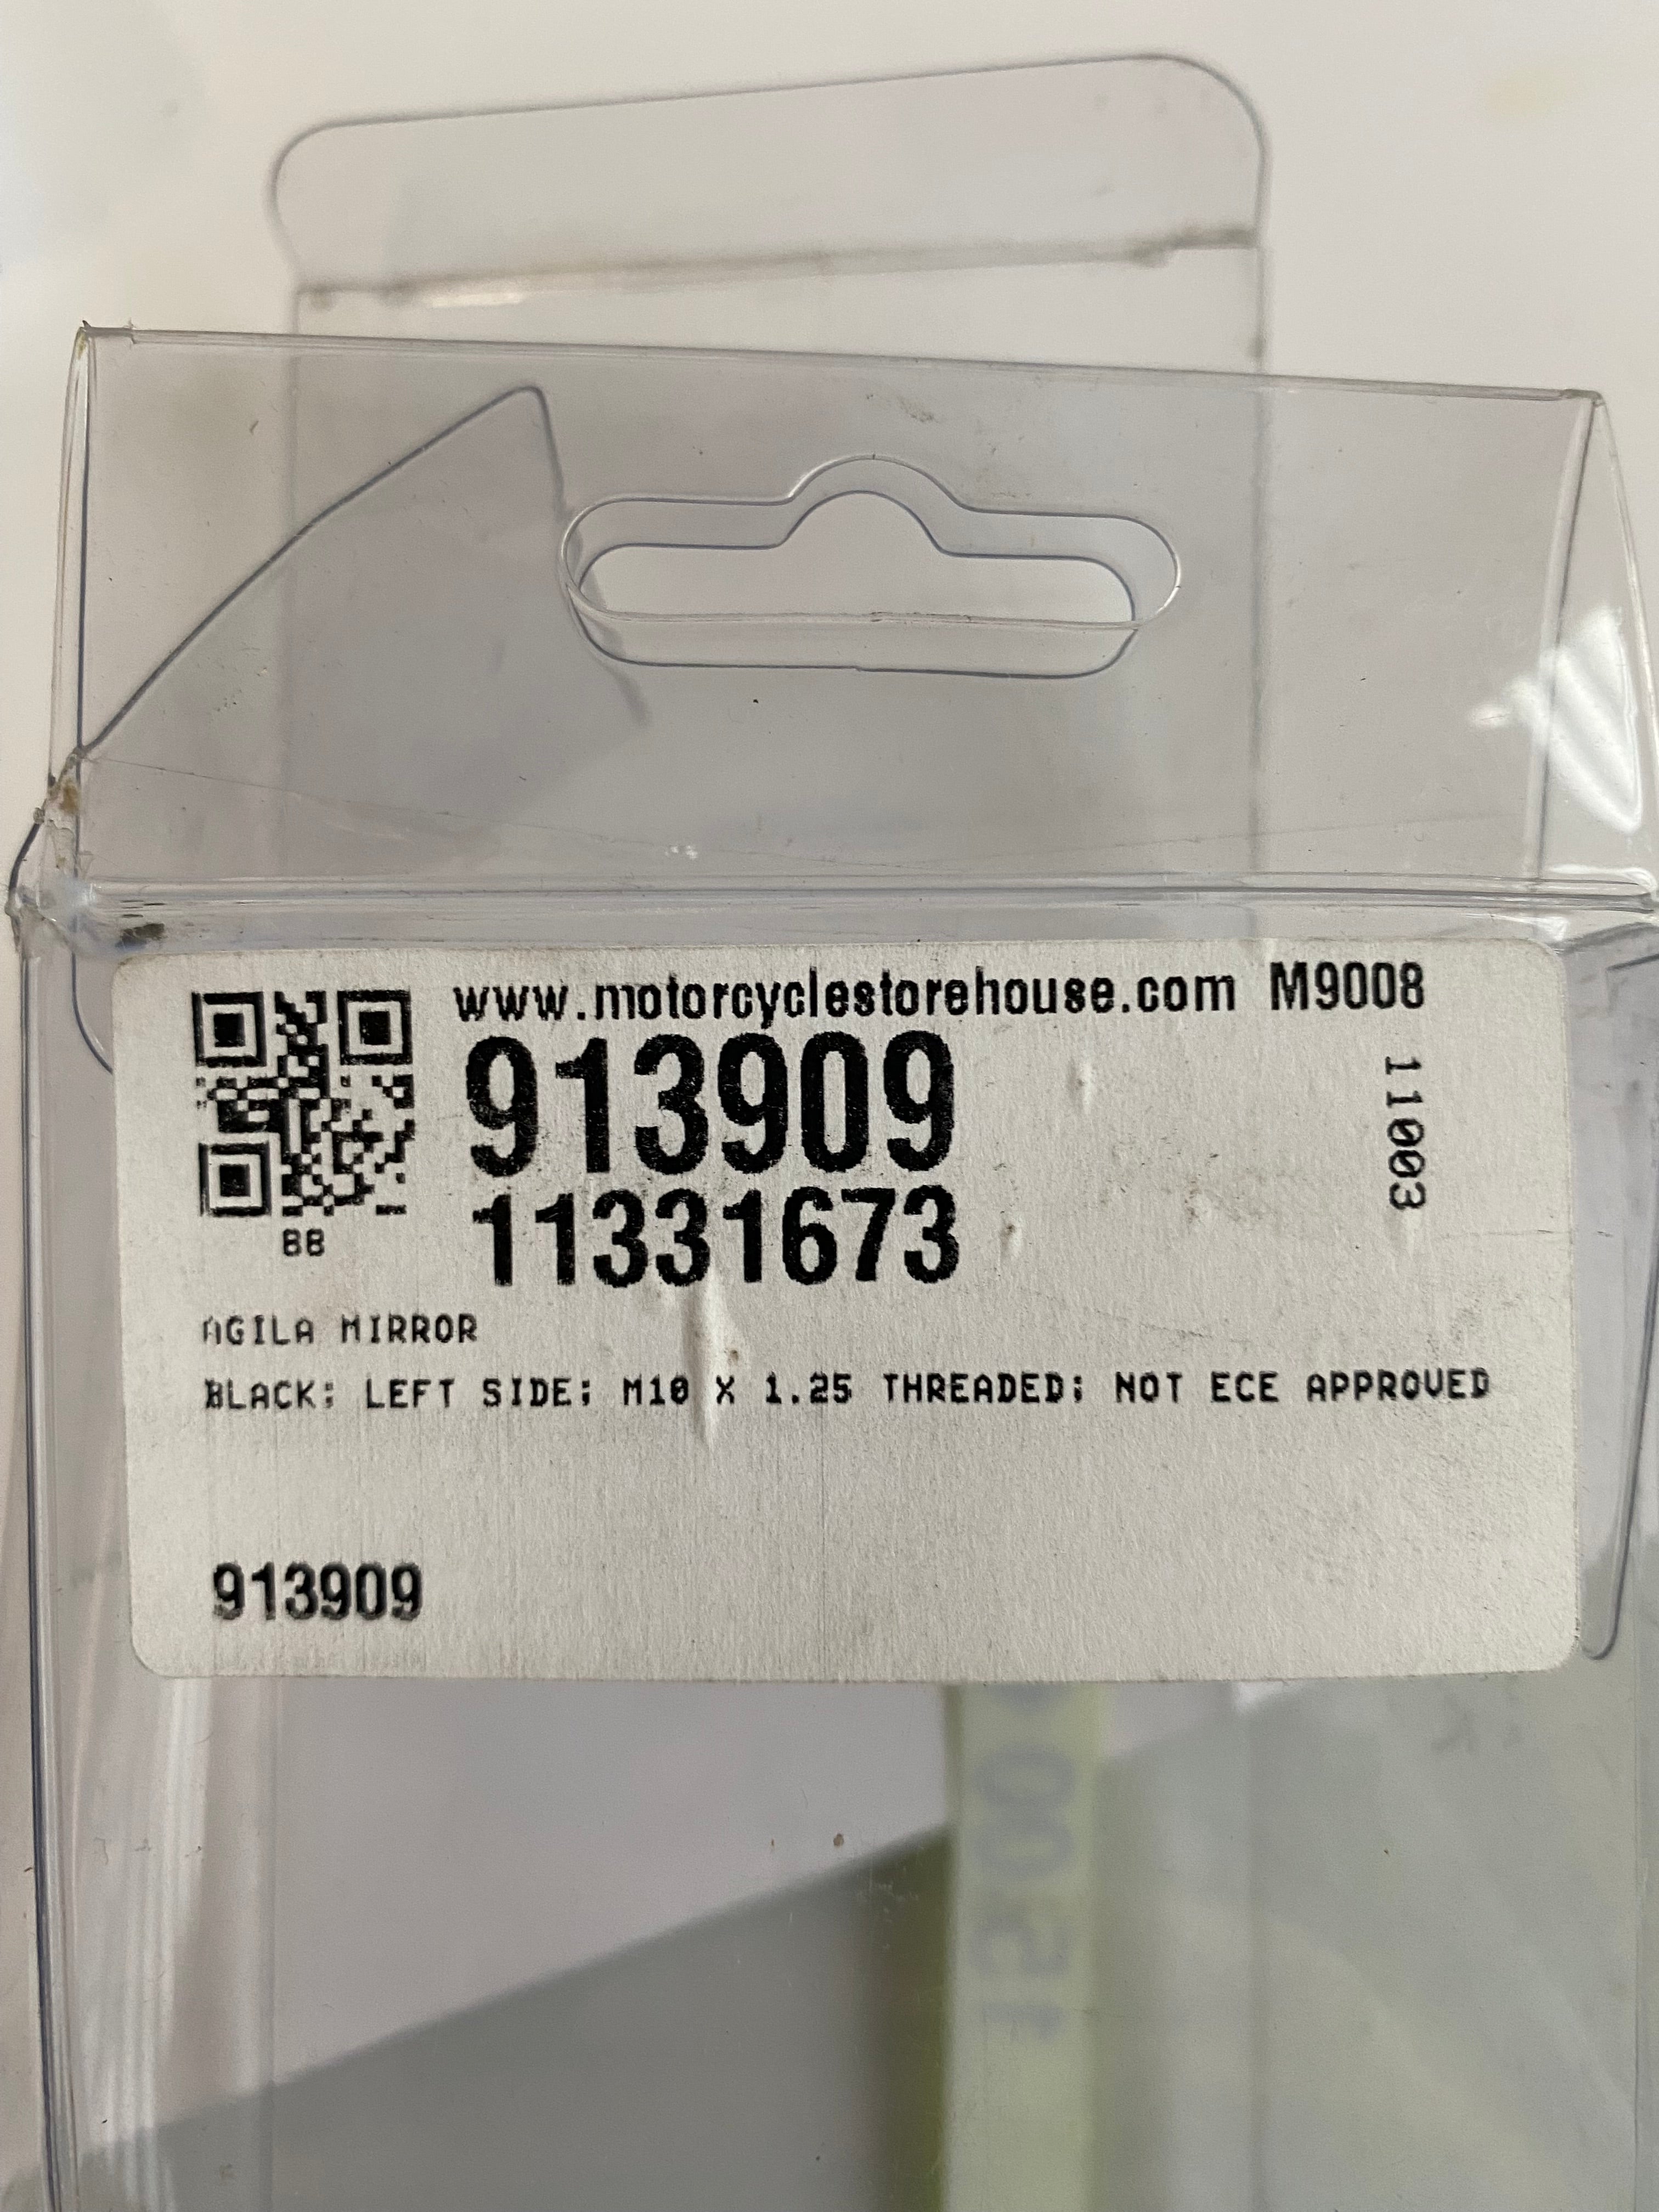 www.motorcyclestorehouse.com M9008
913909
11003
11331673
BB
AGILA MIRROR
BLACK; LEFT SIDE; M10 X 1.25 THREADED; NOT ECE APPROVED
913909